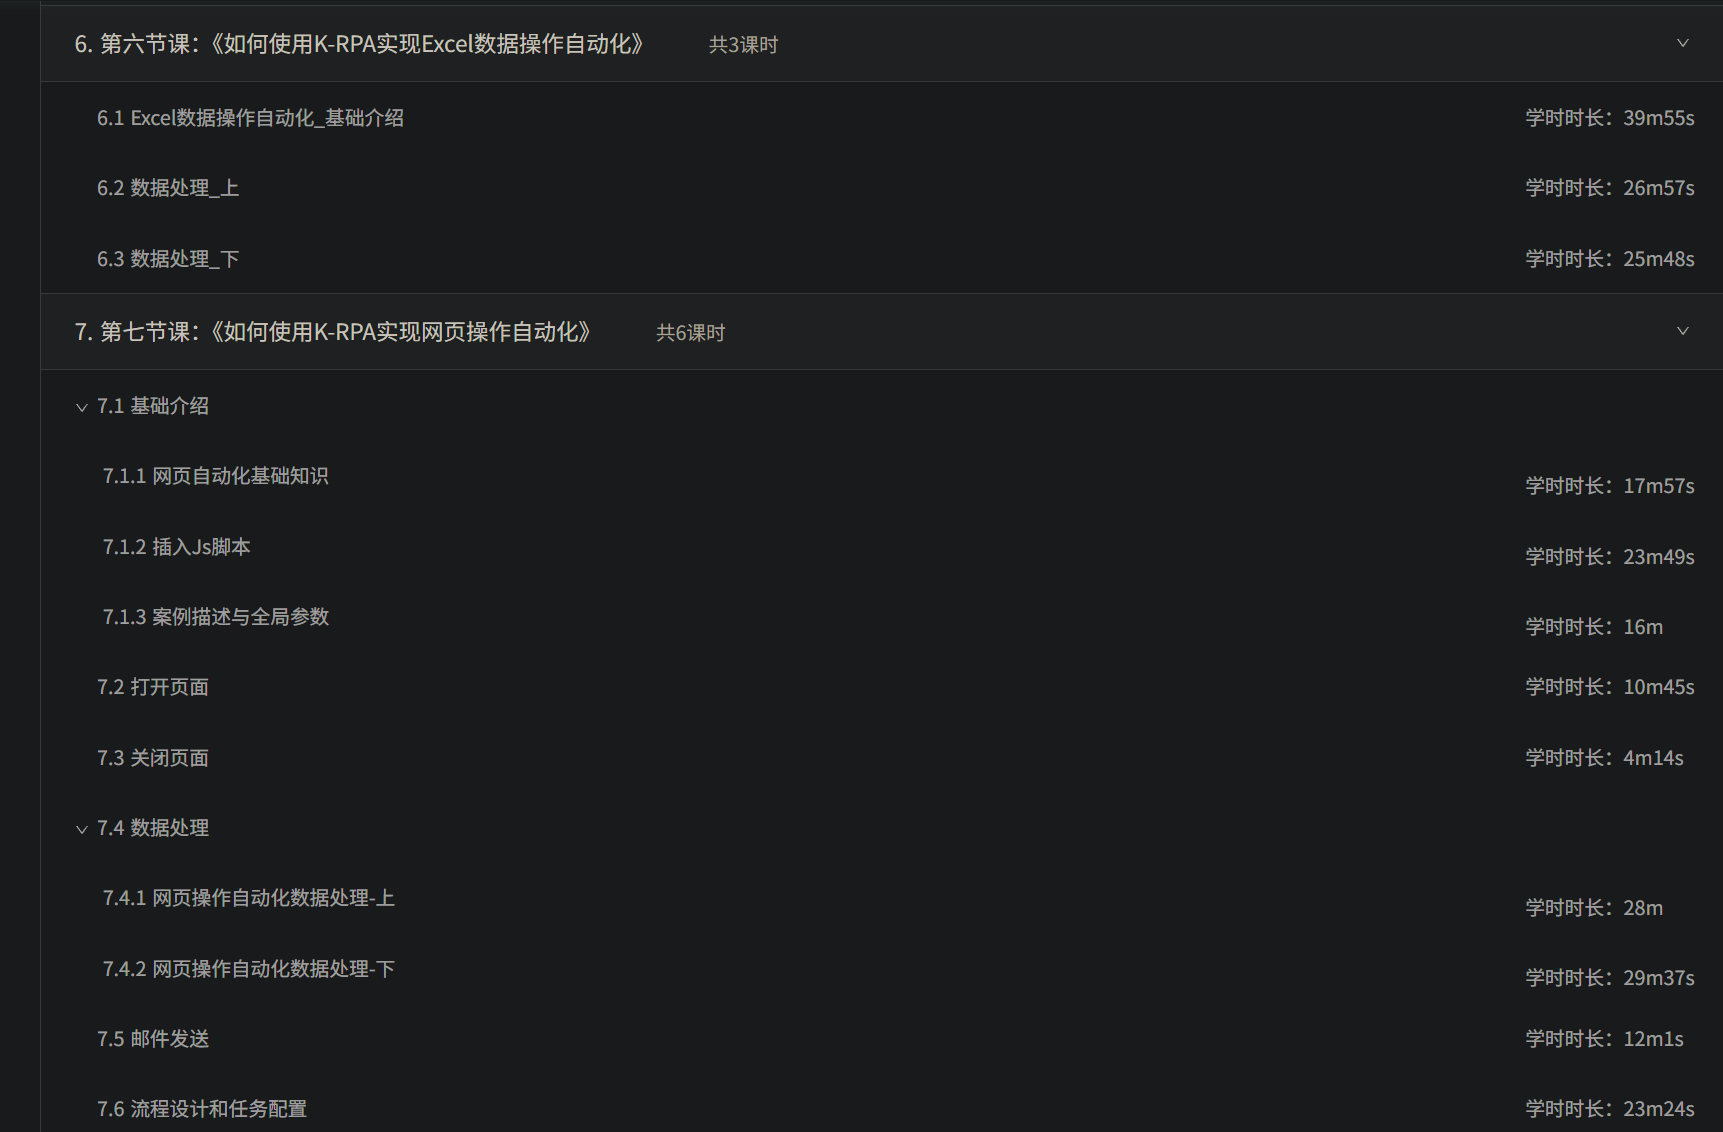 6. 第六节课：《如何使用K-RPA实现Excel数据操作自动化》 共3课时
6.1 Excel数据操作自动化_基础介绍 学时时长：39m55s
6.2 数据处理_上 学时时长：26m57s
6.3 数据处理_下 学时时长：25m48s
7. 第七节课：《如何使用K-RPA实现网页操作自动化》 共6课时
7.1 基础介绍
7.1.1 网页自动化基础知识 学时时长：17m57s
7.1.2 插入Js脚本 学时时长：23m49s
7.1.3 案例描述与全局参数 学时时长：16m
7.2 打开页面 学时时长：10m45s
7.3 关闭页面 学时时长：4m14s
7.4 数据处理
7.4.1 网页操作自动化数据处理-上 学时时长：28m
7.4.2 网页操作自动化数据处理-下 学时时长：29m37s
7.5 邮件发送 学时时长：12m1s
7.6 流程设计和任务配置 学时时长：23m24s